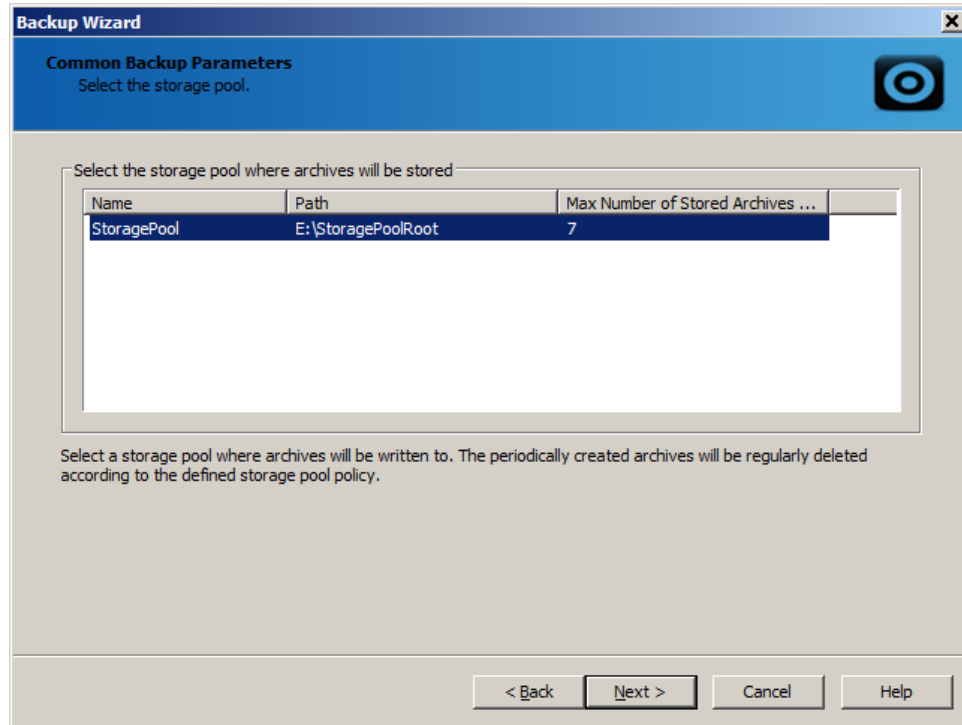 Backup Wizard
Common Backup Parameters
Select the storage pool.
Select the storage pool where archives will be stored
Name Path Max Number of Stored Archives ...
StoragePool E:\StoragePoolRoot 7
Select a storage pool where archives will be written to. The periodically created archives will be regularly deleted
according to the defined storage pool policy.
< Back Next > Cancel Help